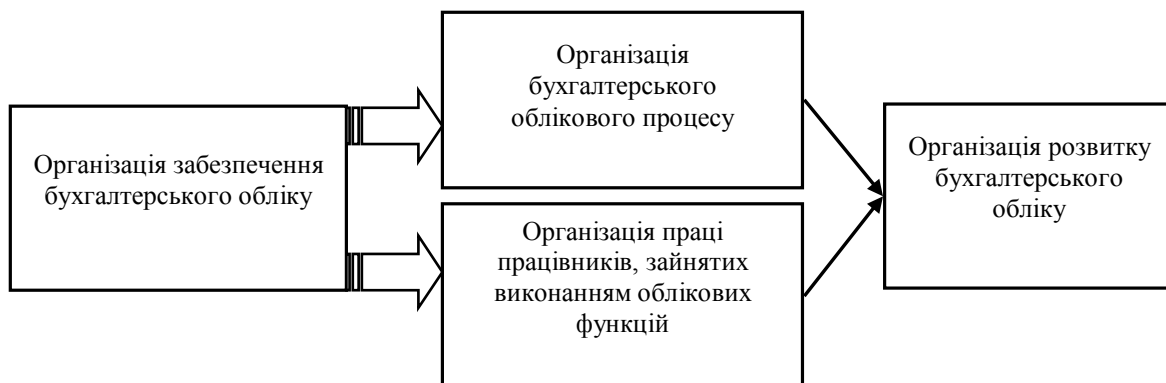 Організація забезпечення
бухгалтерського обліку
Організація
бухгалтерського
облікового процесу
Організація праці
працівників, зайнятих
виконанням облікових
функцій
Організація розвитку
бухгалтерського
обліку